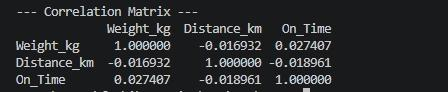 --- Correlation Matrix ---
Weight_kg Distance_km On_Time
Weight_kg 1.000000 -0.016932 0.027407
Distance_km -0.016932 1.000000 -0.018961
On_Time 0.027407 -0.018961 1.000000